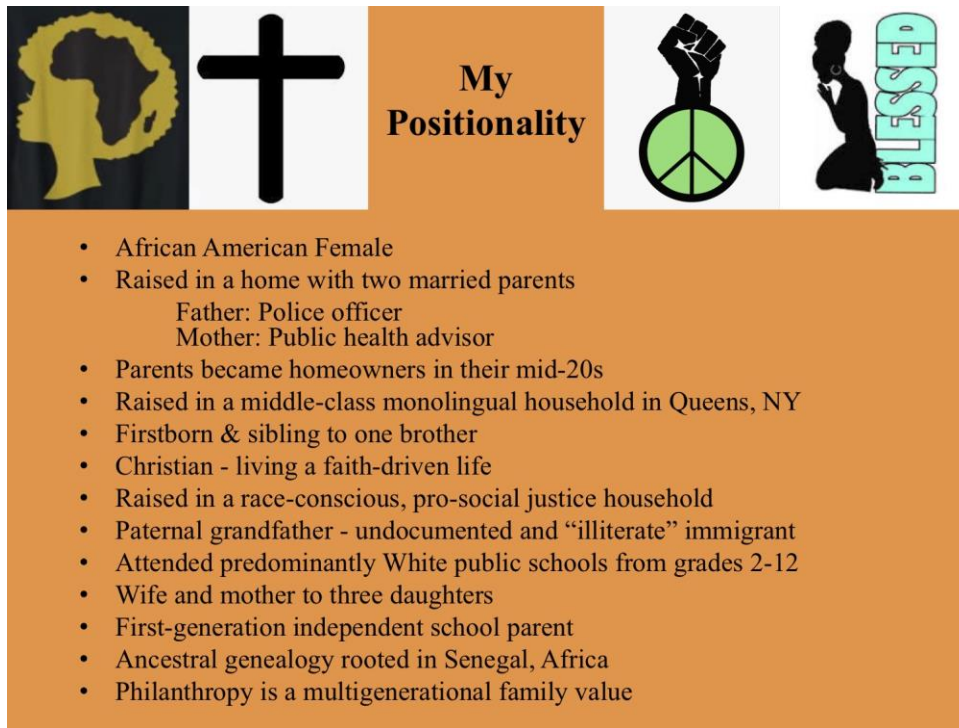 My
Positionality
BLESSED
• African American Female
• Raised in a home with two married parents
Father: Police officer
Mother: Public health advisor
• Parents became homeowners in their mid-20s
• Raised in a middle-class monolingual household in Queens, NY
• Firstborn & sibling to one brother
• Christian - living a faith-driven life
• Raised in a race-conscious, pro-social justice household
• Paternal grandfather - undocumented and “illiterate” immigrant
• Attended predominantly White public schools from grades 2-12
• Wife and mother to three daughters
• First-generation independent school parent
• Ancestral genealogy rooted in Senegal, Africa
• Philanthropy is a multigenerational family value